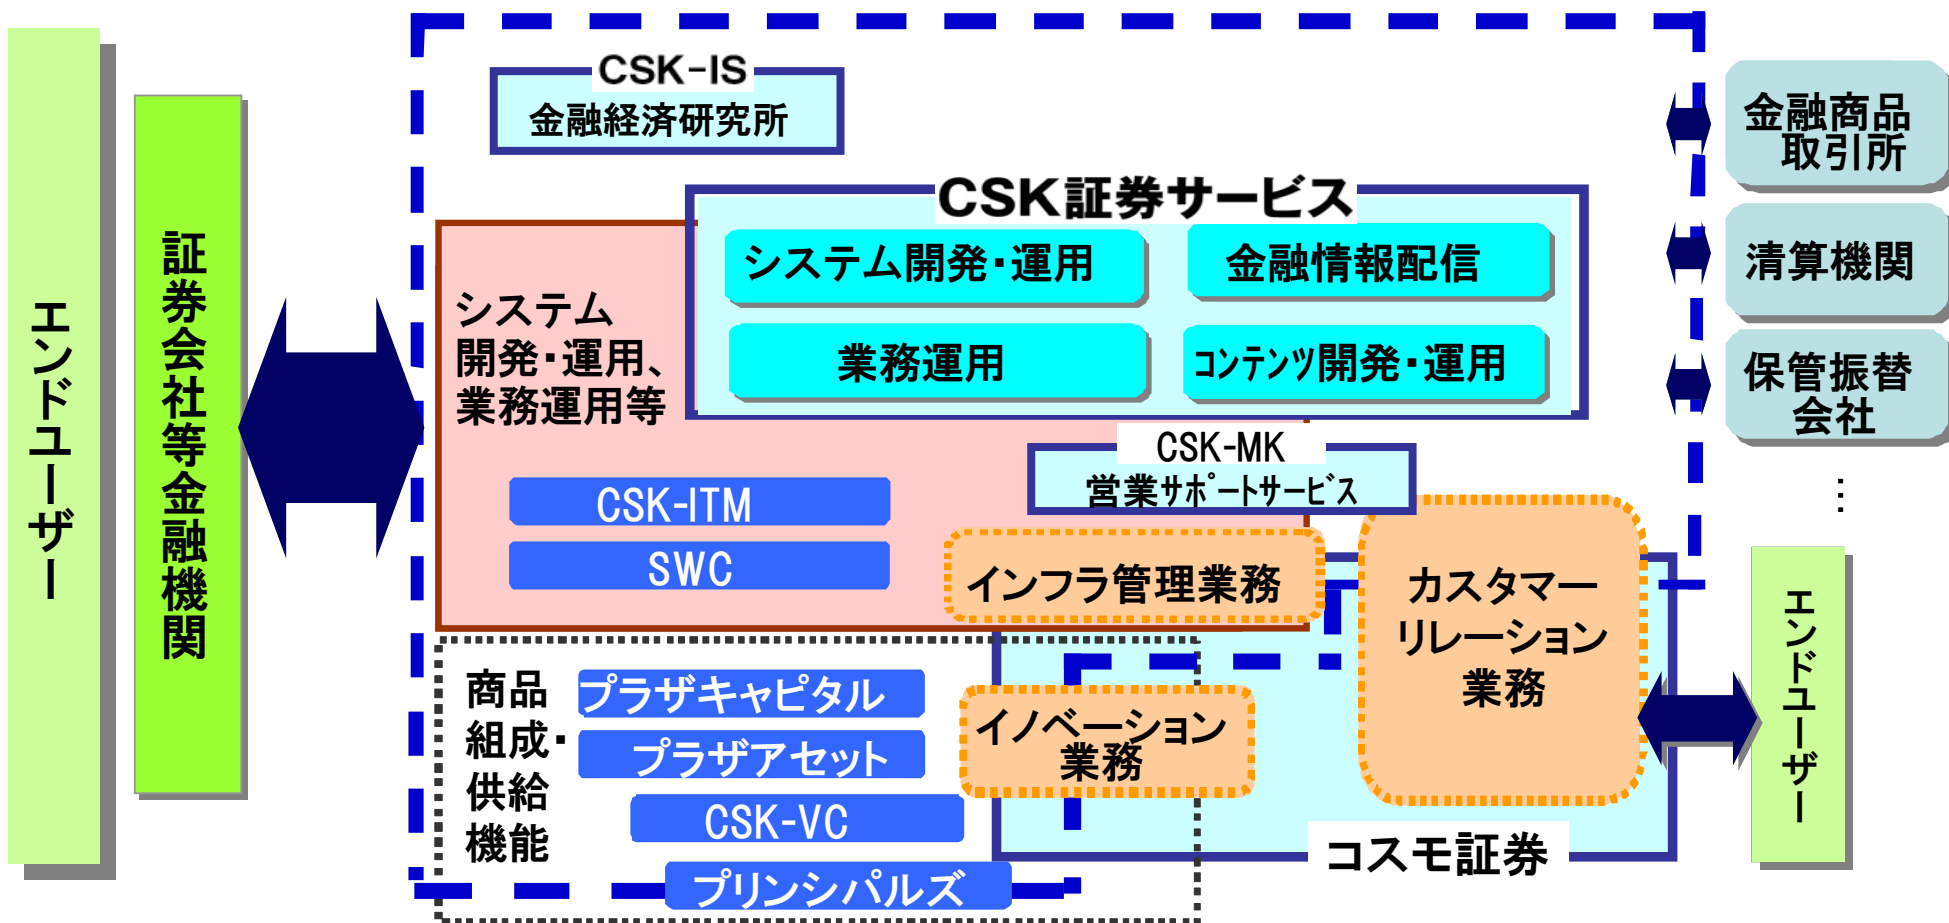 エンドユーザー
証券会社等金融機関
CSK-IS
金融経済研究所
CSK証券サービス
システム開発・運用
金融情報配信
業務運用
コンテンツ開発・運用
システム
開発・運用、
業務運用等
CSK-MK
営業サポートサービス
CSK-ITM
SWC
インフラ管理業務
カスタマー
リレーション
業務
商品
組成・
供給
機能
プラザキャピタル
プラザアセット
CSK-VC
プリンシパルズ
イノベーション
業務
コスモ証券
金融商品
取引所
清算機関
保管振替
会社
…
エンドユーザー